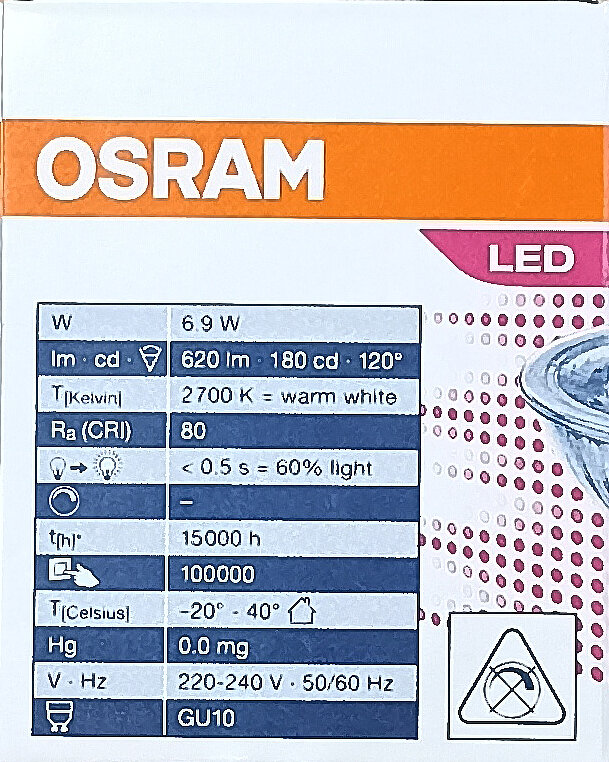 OSRAM
LED
W 6.9 W
lm · cd · 620 lm · 180 cd · 120°
T[Kelvin] 2700 K = warm white
Ra (CRI) 80
< 0.5 s = 60% light
–
t[h]* 15000 h
100000
T[Celsius] -20° - 40°
Hg 0.0 mg
V · Hz 220-240 V · 50/60 Hz
GU10